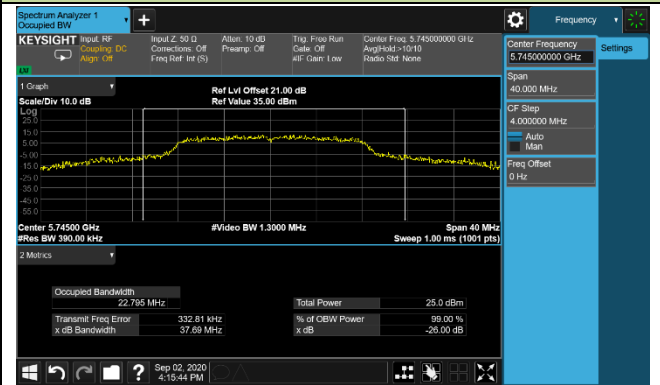 Spectrum Analyzer 1
Occupied BW
Frequency
KEYSIGHT
Input: RF
Coupling: DC
Align: Off
Input Z: 50 Ω
Corrections: Off
Freq Ref: Int (S)
Atten: 10 dB
Preamp: Off
Trig: Free Run
Gate: Off
#IF Gain: Low
Center Freq: 5.745000000 GHz
Avg|Hold:>10/10
Radio Std: None
Center Frequency
5.745000000 GHz
Settings
Span
40.000 MHz
CF Step
4.000000 MHz
Auto
Man
Freq Offset
0 Hz
1 Graph
Scale/Div 10.0 dB
Ref Lvl Offset 21.00 dB
Ref Value 35.00 dBm
Log
25.0
15.0
5.00
-5.00
-15.0
-25.0
-35.0
-45.0
-55.0
Center 5.74500 GHz
#Res BW 390.00 kHz
#Video BW 1.3000 MHz
Span 40 MHz
Sweep 1.00 ms (1001 pts)
2 Metrics
Occupied Bandwidth
22.795 MHz
Total Power 25.0 dBm
Transmit Freq Error 332.81 kHz
% of OBW Power 99.00 %
x dB Bandwidth 37.69 MHz
x dB -26.00 dB
?
Sep 02, 2020
4:15:44 PM